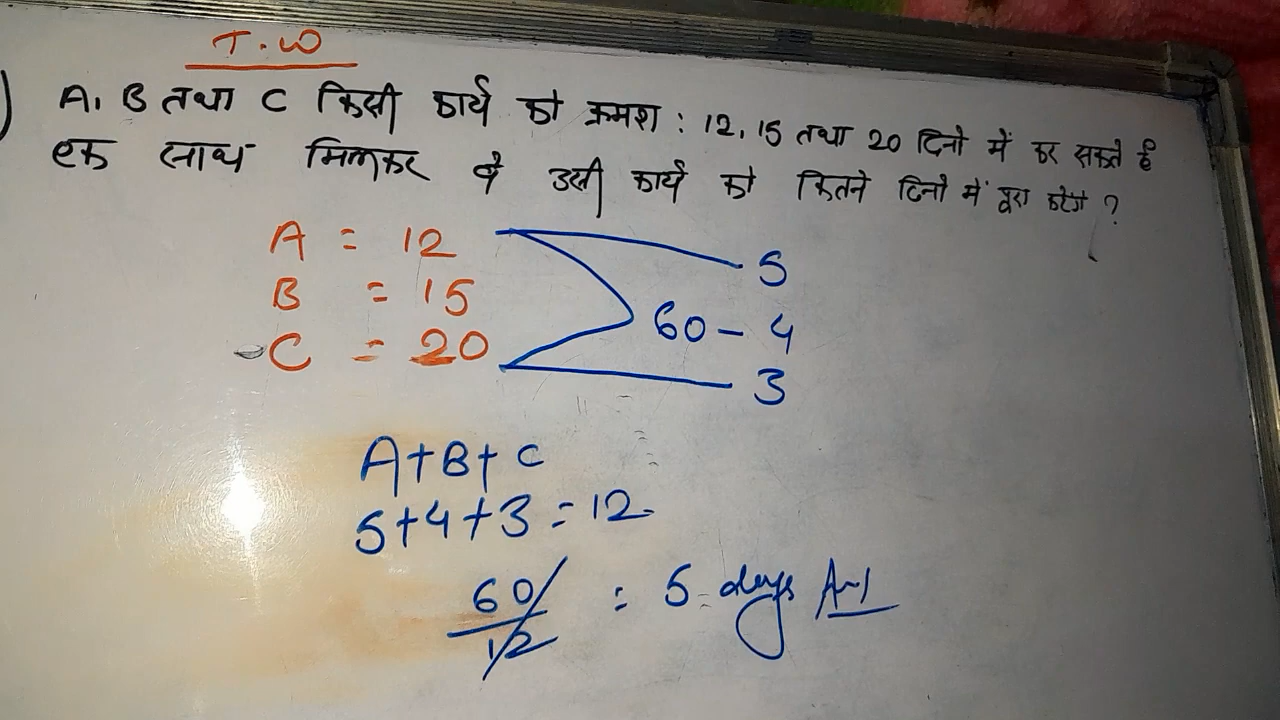 T.W
) A, B तथा C किसी कार्य को क्रमश : 12, 15 तथा 20 दिनो में कर सकते है
एक साथ मिलकर वे उसी कार्य को कितने दिनो में पूरा करेगे ?
A = 12 5
B = 15 60 - 4
C = 20 3
A+B+C
5+4+3 = 12
60/12 = 5 days